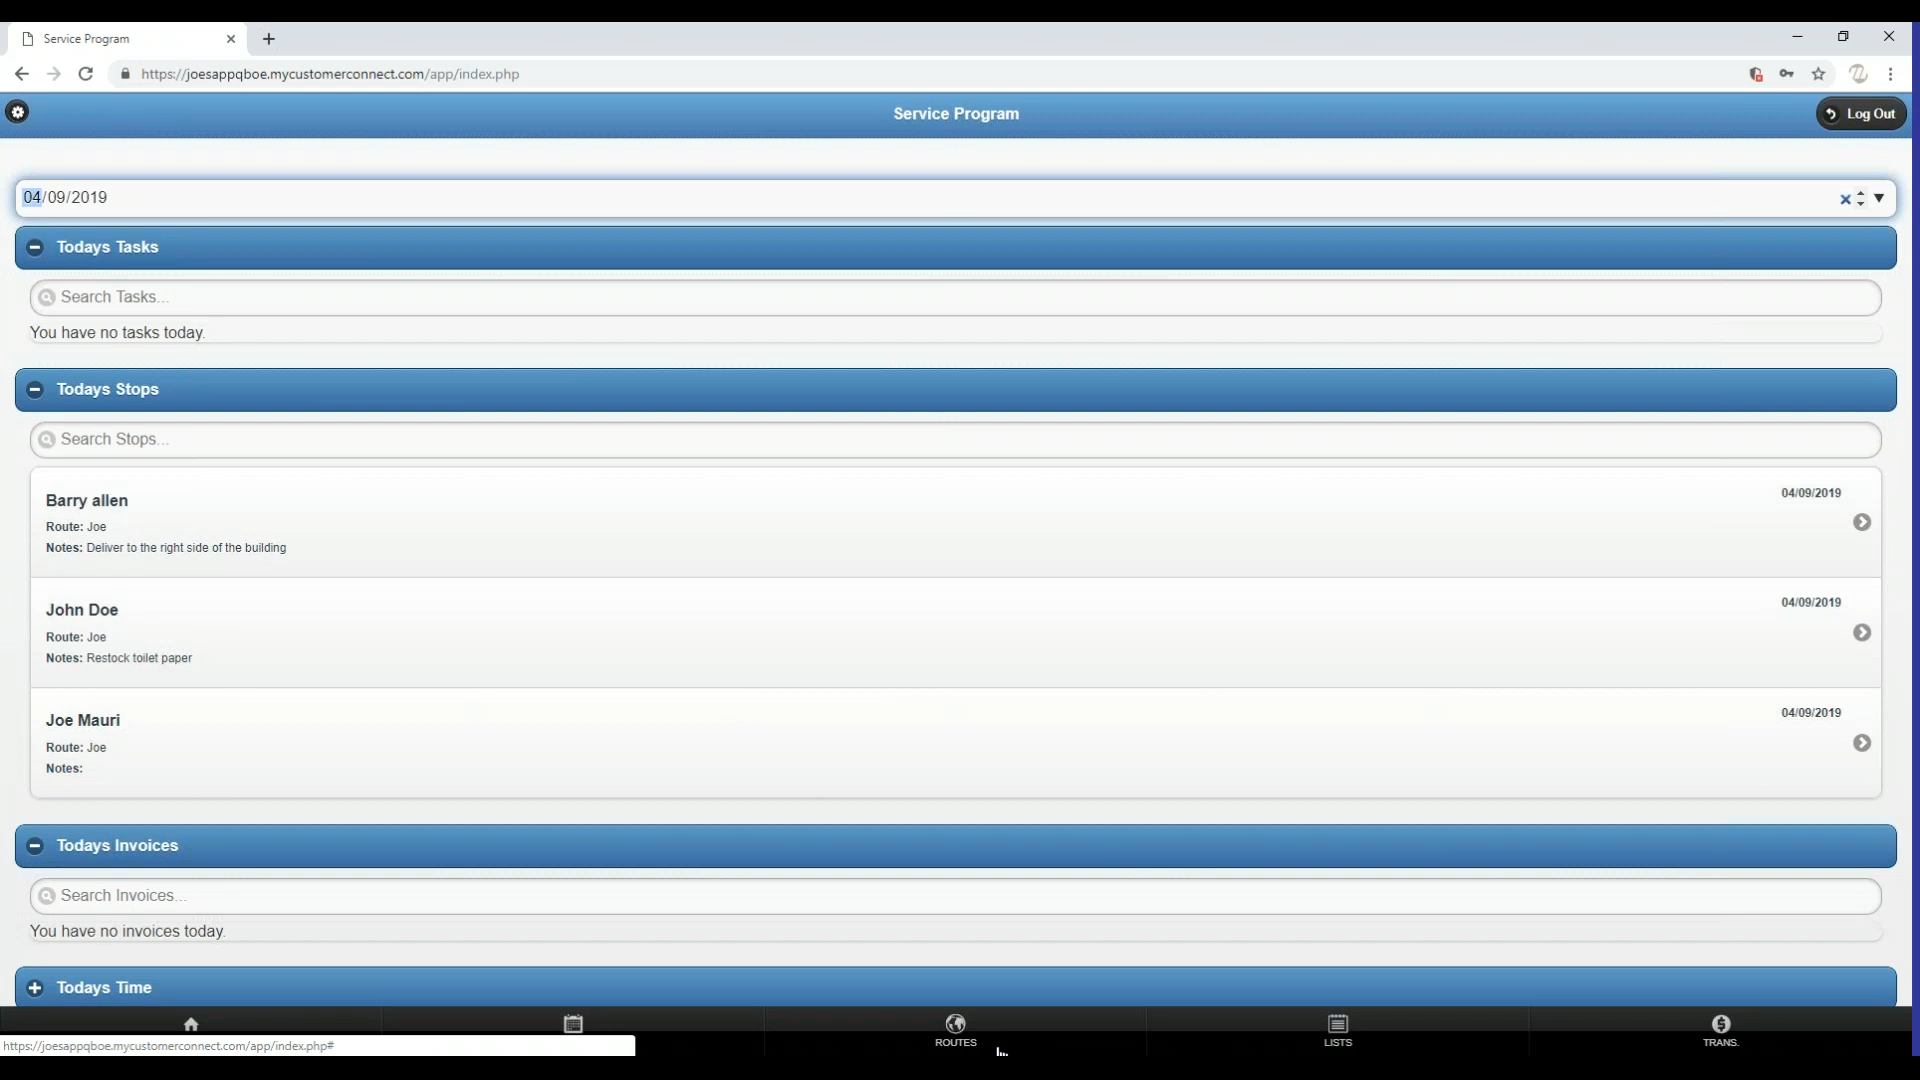 Service Program
https://joesappqboe.mycustomerconnect.com/app/index.php
Service Program
Log Out
04/09/2019
Todays Tasks
Search Tasks...
You have no tasks today.
Todays Stops
Search Stops...
Barry allen
04/09/2019
Route: Joe
Notes: Deliver to the right side of the building
John Doe
04/09/2019
Route: Joe
Notes: Restock toilet paper
Joe Mauri
04/09/2019
Route: Joe
Notes:
Todays Invoices
Search Invoices...
You have no invoices today.
Todays Time
ROUTES
LISTS
TRANS.
https://joesappqboe.mycustomerconnect.com/app/index.php#